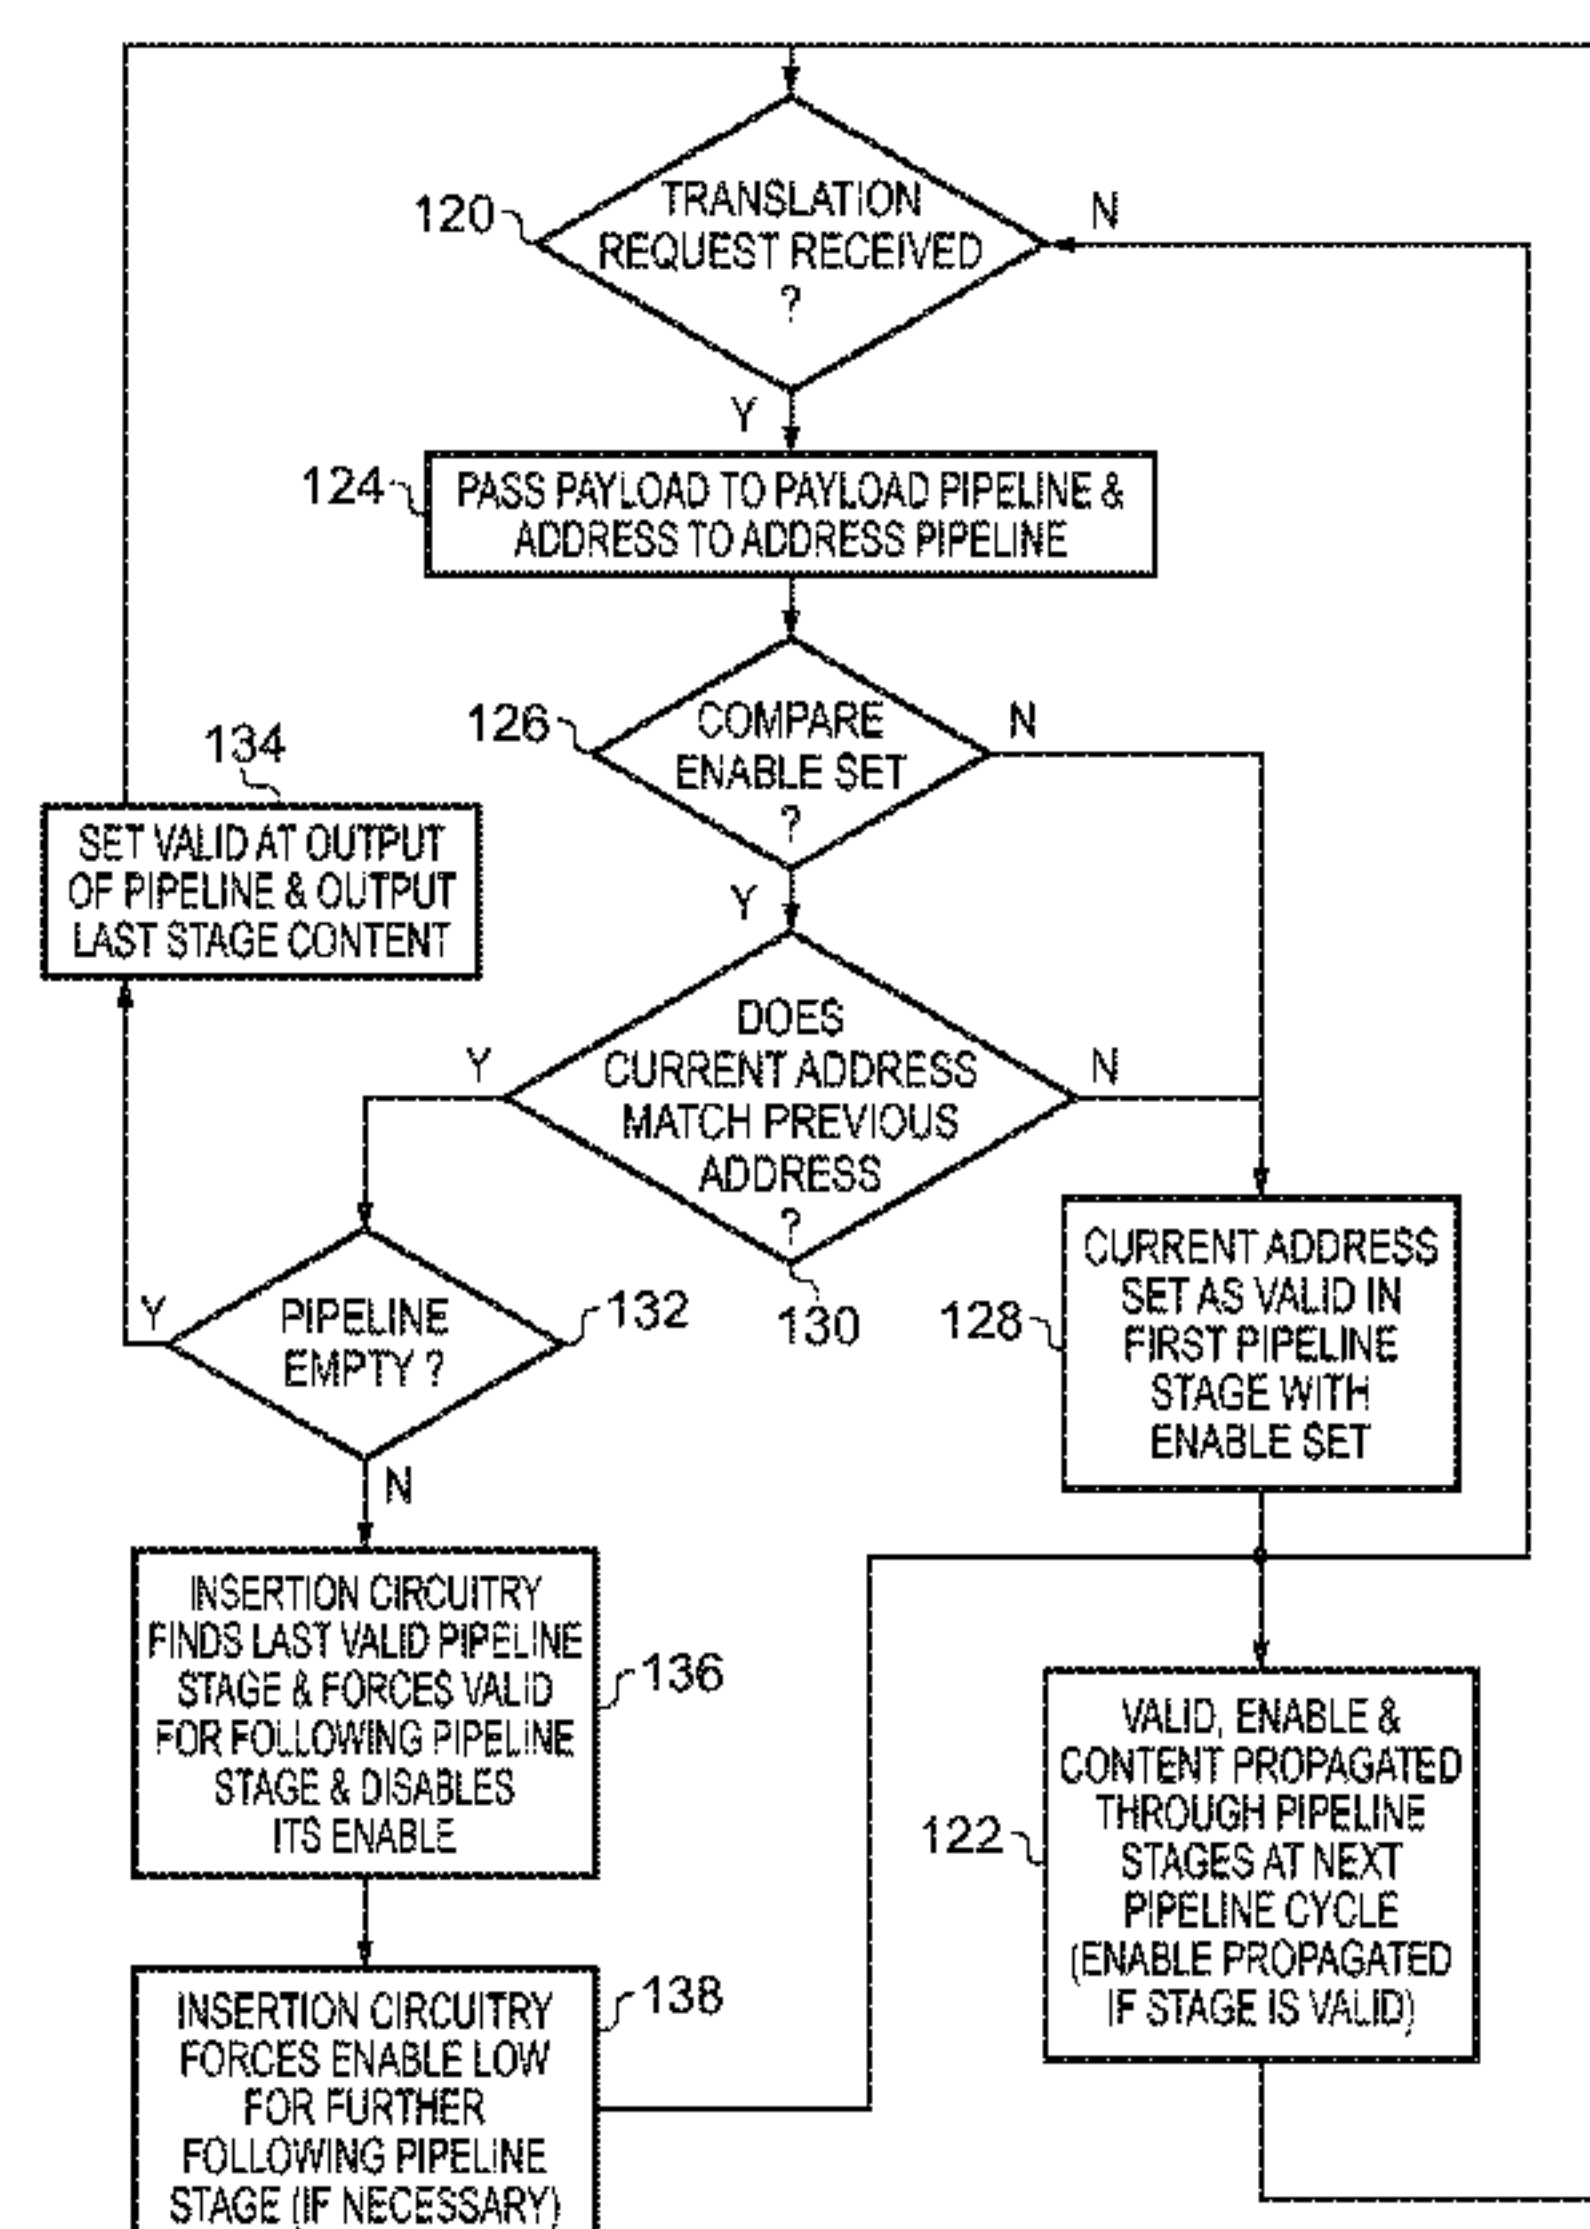 120
TRANSLATION
REQUEST RECEIVED
?
N
Y
124
PASS PAYLOAD TO PAYLOAD PIPELINE &
ADDRESS TO ADDRESS PIPELINE
126
COMPARE
ENABLE SET
?
N
Y
134
SET VALID AT OUTPUT
OF PIPELINE & OUTPUT
LAST STAGE CONTENT
DOES
CURRENT ADDRESS
MATCH PREVIOUS
ADDRESS
?
Y
N
130
PIPELINE
EMPTY ?
132
Y
N
128
CURRENT ADDRESS
SET AS VALID IN
FIRST PIPELINE
STAGE WITH
ENABLE SET
INSERTION CIRCUITRY
FINDS LAST VALID PIPELINE
STAGE & FORCES VALID
FOR FOLLOWING PIPELINE
STAGE & DISABLES
ITS ENABLE
136
122
VALID, ENABLE &
CONTENT PROPAGATED
THROUGH PIPELINE
STAGES AT NEXT
PIPELINE CYCLE
(ENABLE PROPAGATED
IF STAGE IS VALID)
INSERTION CIRCUITRY
FORCES ENABLE LOW
FOR FURTHER
FOLLOWING PIPELINE
STAGE (IF NECESSARY)
138